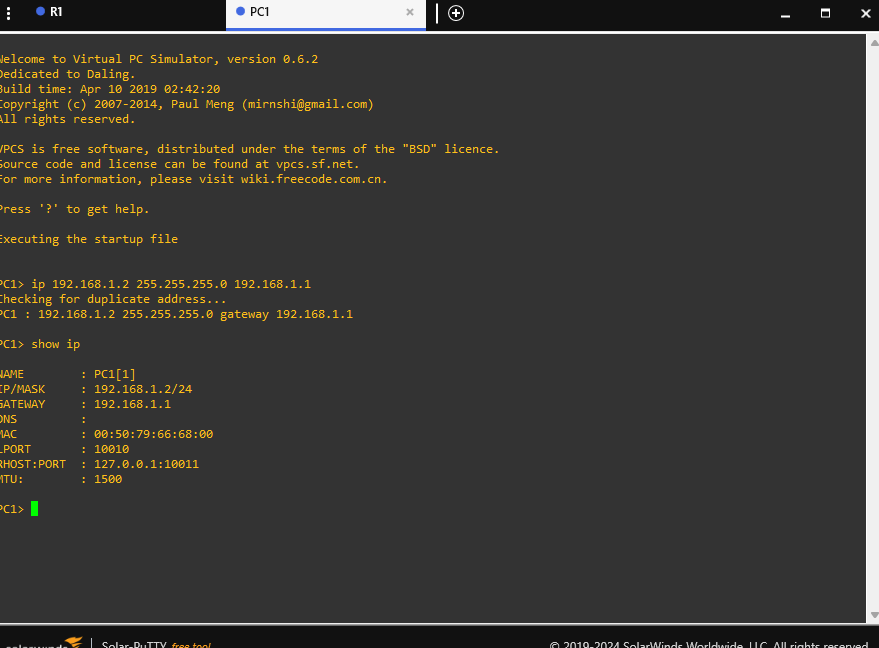 R1
PC1
Welcome to Virtual PC Simulator, version 0.6.2
Dedicated to Daling.
Build time: Apr 10 2019 02:42:20
Copyright (c) 2007-2014, Paul Meng (mirnshi@gmail.com)
All rights reserved.
VPCS is free software, distributed under the terms of the "BSD" licence.
Source code and license can be found at vpcs.sf.net.
For more information, please visit wiki.freecode.com.cn.
Press '?' to get help.
Executing the startup file
PC1> ip 192.168.1.2 255.255.255.0 192.168.1.1
Checking for duplicate address...
PC1 : 192.168.1.2 255.255.255.0 gateway 192.168.1.1
PC1> show ip
NAME : PC1[1]
IP/MASK : 192.168.1.2/24
GATEWAY : 192.168.1.1
DNS :
MAC : 00:50:79:66:68:00
LPORT : 10010
RHOST:PORT : 127.0.0.1:10011
MTU: : 1500
PC1>
solarwinds Solar-PuTTY free tool © 2019-2024 SolarWinds Worldwide, LLC. All rights reserved.